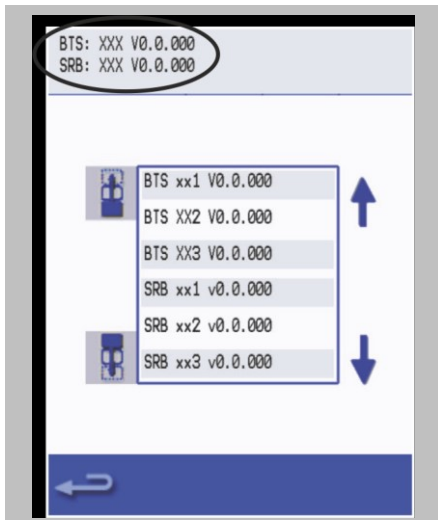 BTS: XXX V0.0.000
SRB: XXX V0.0.000
BTS xx1 V0.0.000
BTS XX2 V0.0.000
BTS XX3 V0.0.000
SRB xx1 v0.0.000
SRB xx2 v0.0.000
SRB xx3 v0.0.000